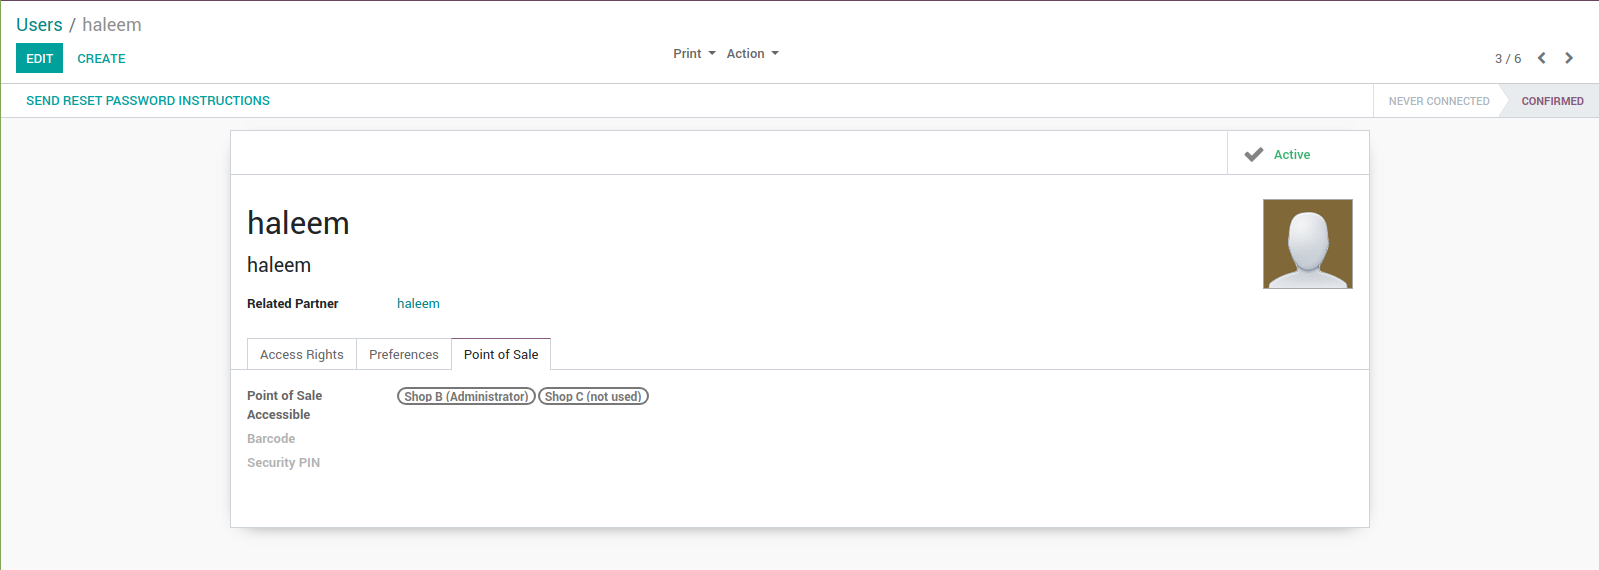 Users / haleem
EDIT CREATE Print Action 3 / 6
SEND RESET PASSWORD INSTRUCTIONS NEVER CONNECTED CONFIRMED
Active
haleem
haleem
Related Partner haleem
Access Rights Preferences Point of Sale
Point of Sale Accessible Shop B (Administrator) Shop C (not used)
Barcode
Security PIN